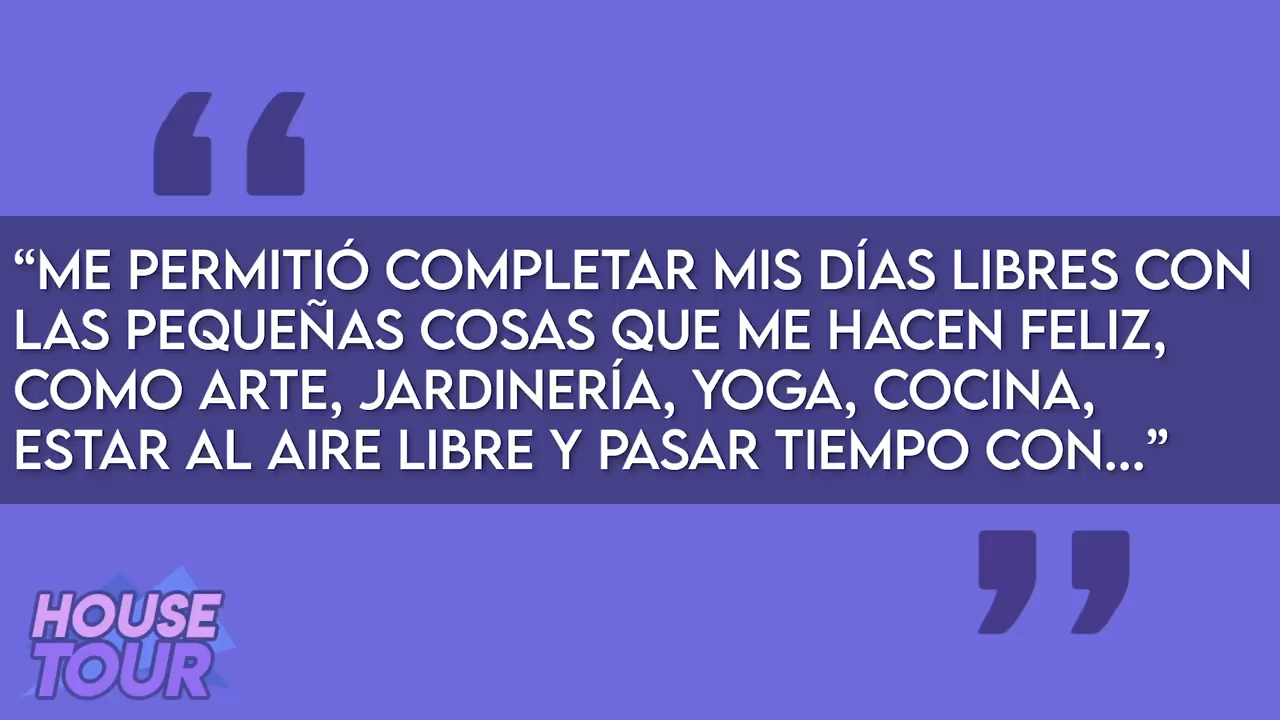 “ME PERMITIÓ COMPLETAR MIS DÍAS LIBRES CON
LAS PEQUEÑAS COSAS QUE ME HACEN FELIZ,
COMO ARTE, JARDINERÍA, YOGA, COCINA,
ESTAR AL AIRE LIBRE Y PASAR TIEMPO CON...”
HOUSE
TOUR